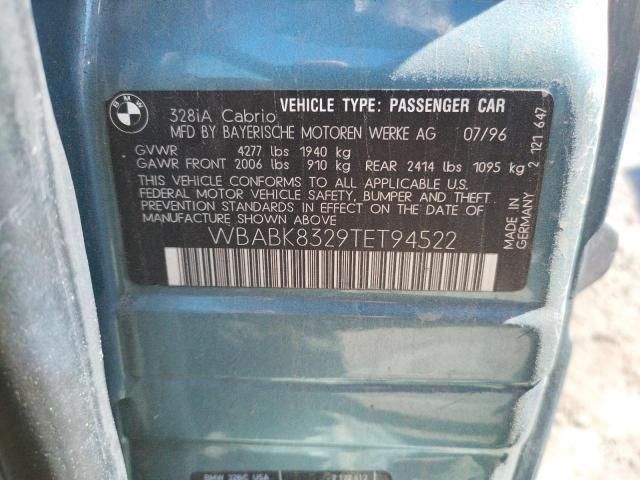 BMW
328iA Cabrio VEHICLE TYPE: PASSENGER CAR
MFD BY BAYERISCHE MOTOREN WERKE AG 07/96
GVWR 4277 lbs 1940 kg
GAWR FRONT 2006 lbs 910 kg REAR 2414 lbs 1095 kg
THIS VEHICLE CONFORMS TO ALL APPLICABLE U.S.
FEDERAL MOTOR VEHICLE SAFETY, BUMPER AND THEFT
PREVENTION STANDARDS IN EFFECT ON THE DATE OF
MANUFACTURE SHOWN ABOVE
WBABK8329TET94522
2 121 647
MADE IN
GERMANY
BMW 328iC USA